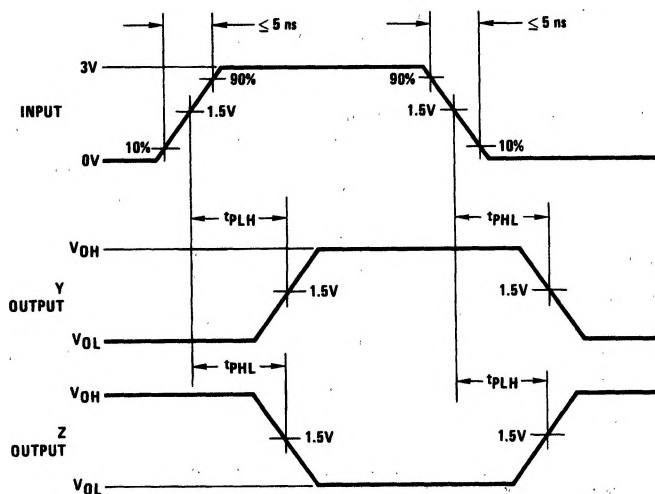 ≤ 5 ns ≤ 5 ns
3V
90% 90%
INPUT 1.5V 1.5V
10% 10%
0V
tPLH tPHL
VOH
Y
OUTPUT 1.5V 1.5V
VOL
tPHL tPLH
VOH
Z
OUTPUT 1.5V 1.5V
VOL